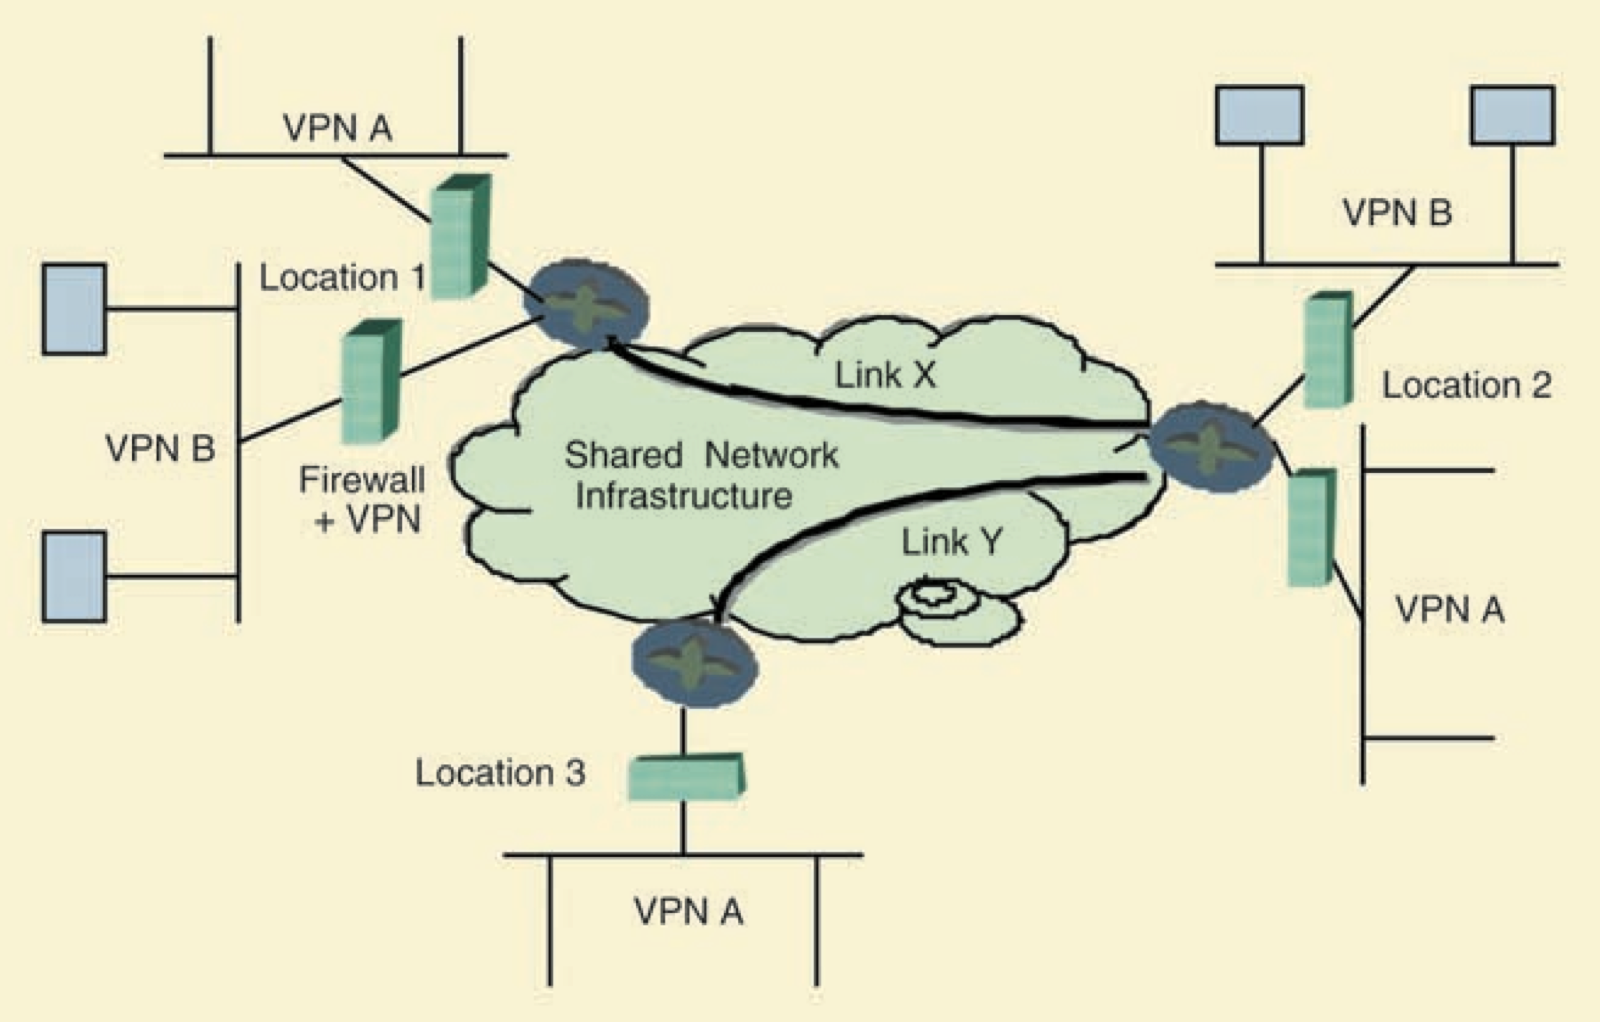 VPN A
VPN B
Location 1
Link X
Location 2
Shared Network
Infrastructure
VPN B
Firewall
+ VPN
Link Y
VPN A
Location 3
VPN A